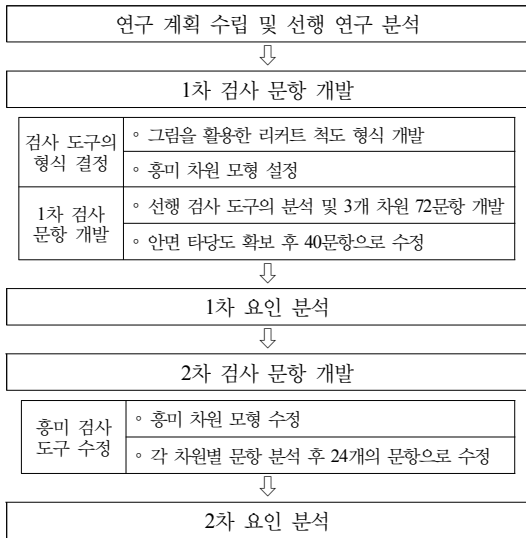 연구 계획 수립 및 선행 연구 분석
⇩
1차 검사 문항 개발
검사 도구의
형식 결정
◦ 그림을 활용한 리커트 척도 형식 개발
◦ 흥미 차원 모형 설정
1차 검사
문항 개발
◦ 선행 검사 도구의 분석 및 3개 차원 72문항 개발
◦ 안면 타당도 확보 후 40문항으로 수정
⇩
1차 요인 분석
⇩
2차 검사 문항 개발
흥미 검사
도구 수정
◦ 흥미 차원 모형 수정
◦ 각 차원별 문항 분석 후 24개의 문항으로 수정
⇩
2차 요인 분석